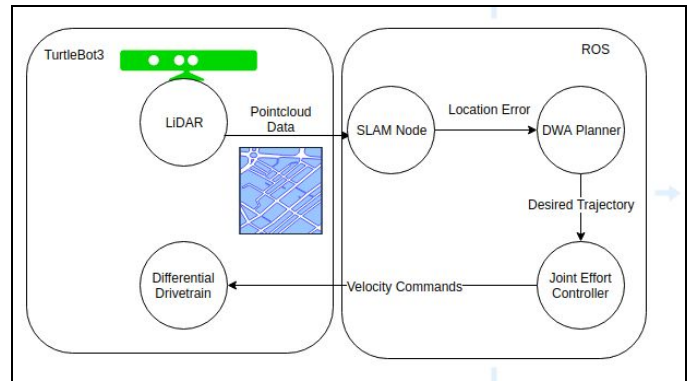 TurtleBot3
ROS
LiDAR
Pointcloud
Data
SLAM Node
Location Error
DWA Planner
Desired Trajectory
Differential
Drivetrain
Velocity Commands
Joint Effort
Controller